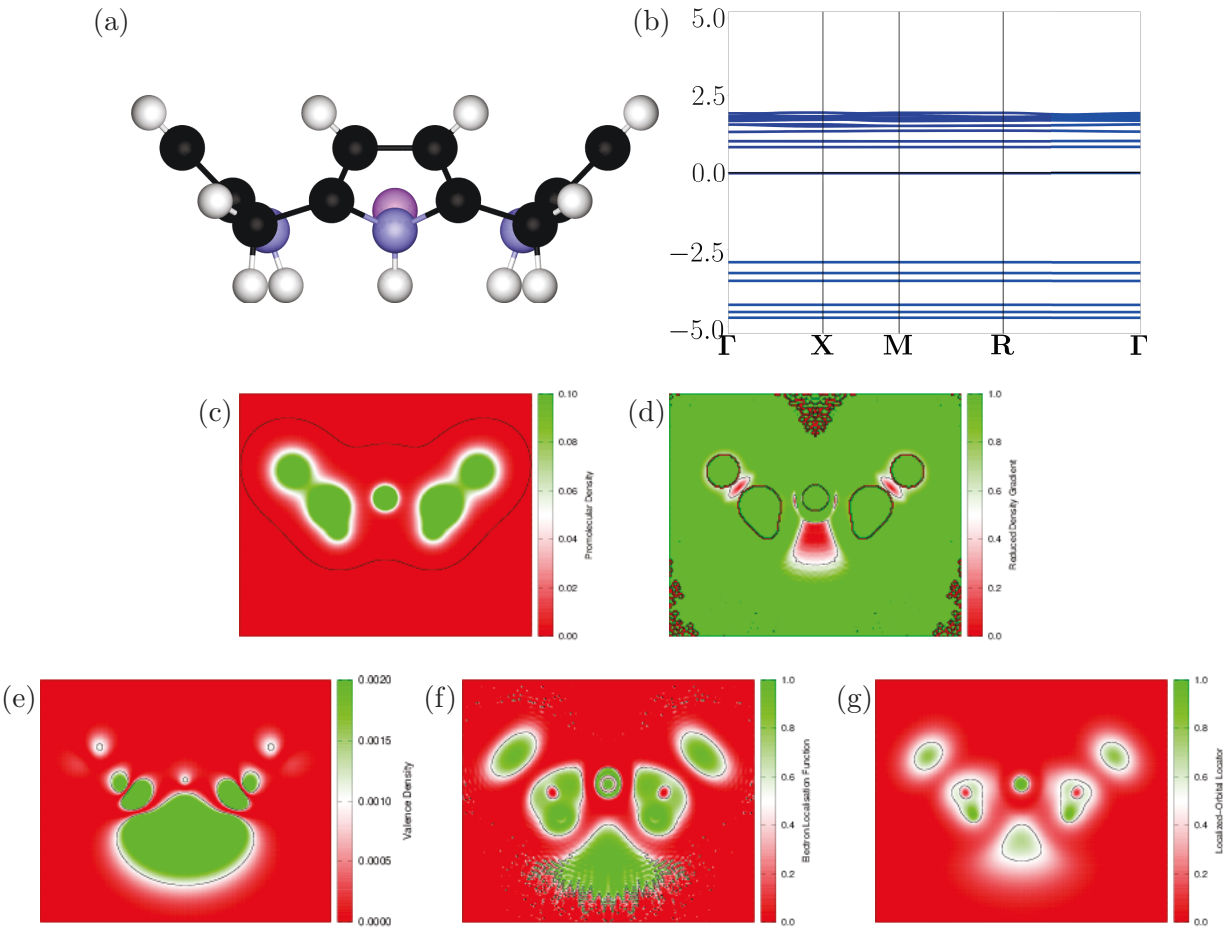 (a)
(b)
5.0
2.5
0.0
−2.5
−5.0
Γ X M R Γ
(c)
0.10
0.08
0.06
0.04
0.02
0.00
Promolecular Density
(d)
1.0
0.8
0.6
0.4
0.2
0.0
Reduced Density Gradient
(e)
0.0020
0.0015
0.0010
0.0005
0.0000
Valence Density
(f)
1.0
0.8
0.6
0.4
0.2
0.0
Electron Localisation Function
(g)
1.0
0.8
0.6
0.4
0.2
0.0
Localized-Orbital Locator